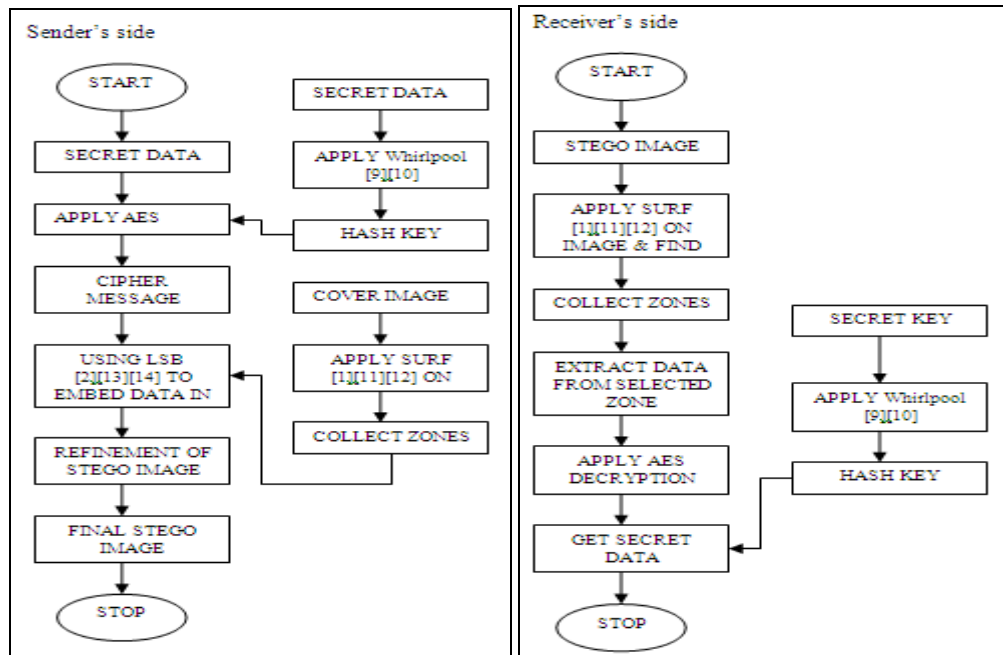 Sender's side
START
SECRET DATA
APPLY AES
CIPHER
MESSAGE
USING LSB
[2][13][14] TO
EMBED DATA IN
REFINEMENT OF
STEGO IMAGE
FINAL STEGO
IMAGE
STOP
SECRET DATA
APPLY Whirlpool
[9][10]
HASH KEY
COVER IMAGE
APPLY SURF
[1][11][12] ON
COLLECT ZONES
Receiver's side
START
STEGO IMAGE
APPLY SURF
[1][11][12] ON
IMAGE & FIND
COLLECT ZONES
EXTRACT DATA
FROM SELECTED
ZONE
APPLY AES
DECRYPTION
GET SECRET
DATA
STOP
SECRET KEY
APPLY Whirlpool
[9][10]
HASH KEY